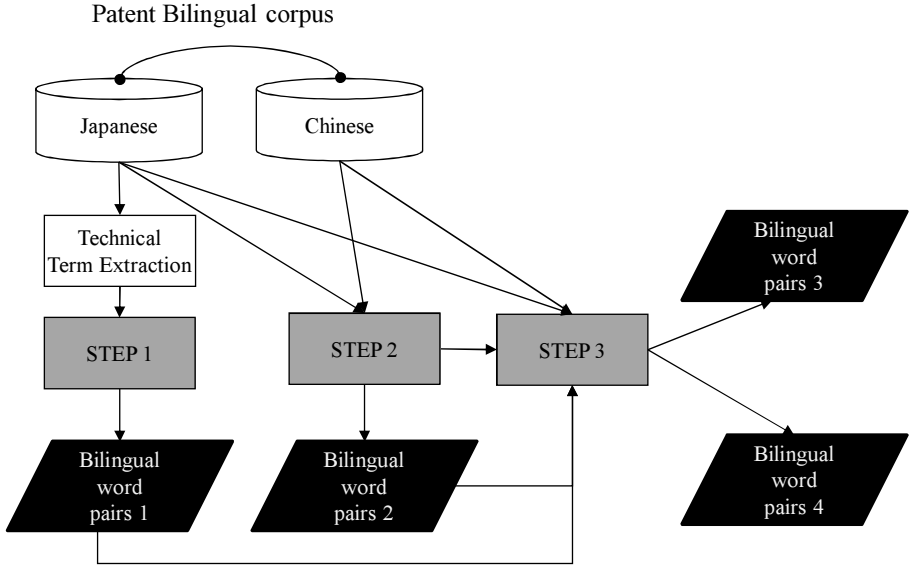 Patent Bilingual corpus
Japanese
Chinese
Technical
Term Extraction
STEP 1
STEP 2
STEP 3
Bilingual
word
pairs 3
Bilingual
word
pairs 1
Bilingual
word
pairs 2
Bilingual
word
pairs 4